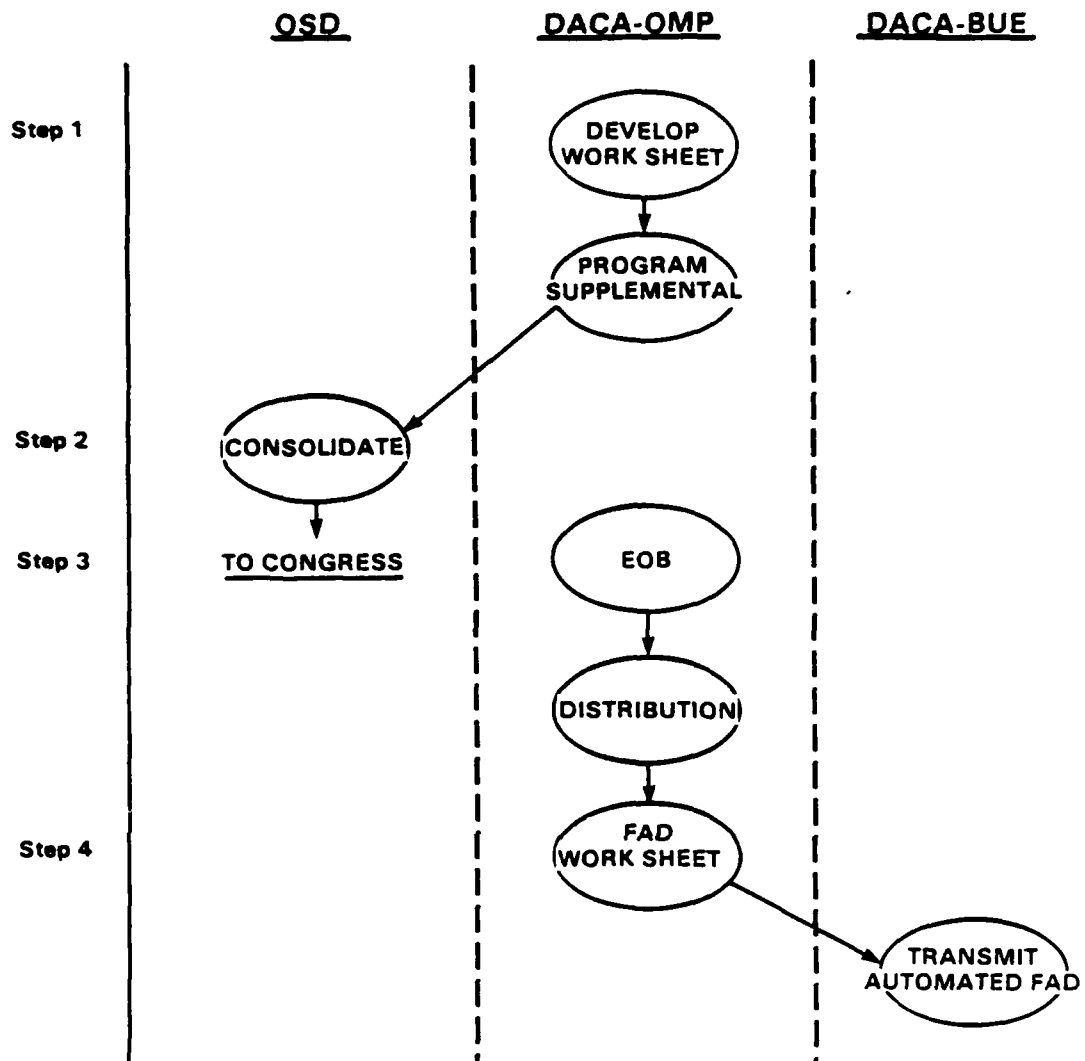 OSD DACA-OMP DACA-BUE
Step 1
DEVELOP
WORK SHEET
PROGRAM
SUPPLEMENTAL
Step 2
CONSOLIDATE
Step 3
TO CONGRESS
EOB
DISTRIBUTION
Step 4
FAD
WORK SHEET
TRANSMIT
AUTOMATED FAD